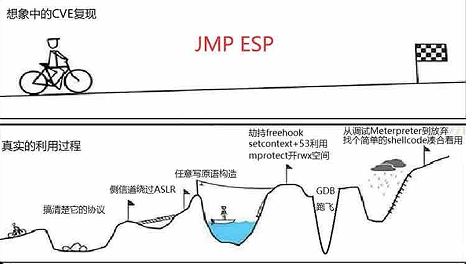 想象中的CVE复现
JMP ESP
真实的利用过程
搞清楚它的协议
侧信道绕过ASLR
任意写原语构造
劫持freehook
setcontext+53利用
mprotect开rwx空间
GDB
跑飞
从调试Meterpreter到放弃
找个简单的shellcode凑合着用